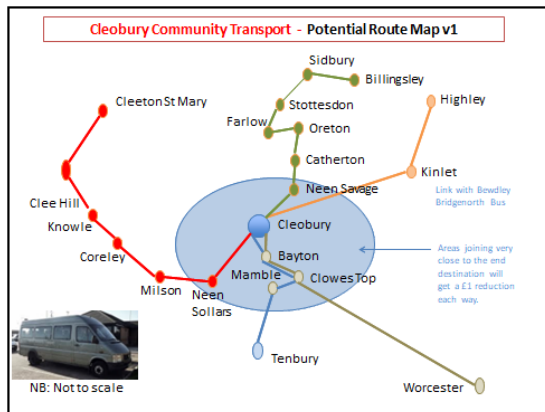 Cleobury Community Transport - Potential Route Map v1
Sidbury
Billingsley
Cleeton St Mary
Stottesdon
Highley
Farlow
Oreton
Catherton
Kinlet
Neen Savage
Link with Bewdley
Bridgenorth Bus
Clee Hill
Knowle
Cleobury
Coreley
Bayton
Areas joining very
close to the end
destination will
get a £1 reduction
each way.
Mamble
Clowes Top
Milson
Neen
Sollars
Tenbury
Worcester
NB: Not to scale